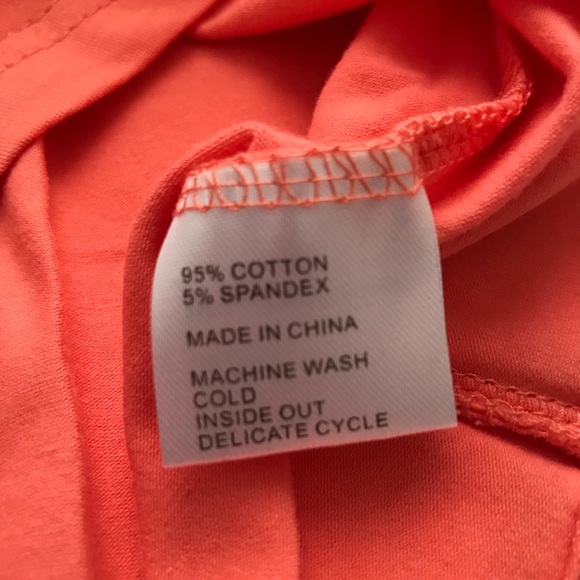 95% COTTON
5% SPANDEX
MADE IN CHINA
MACHINE WASH
COLD
INSIDE OUT
DELICATE CYCLE